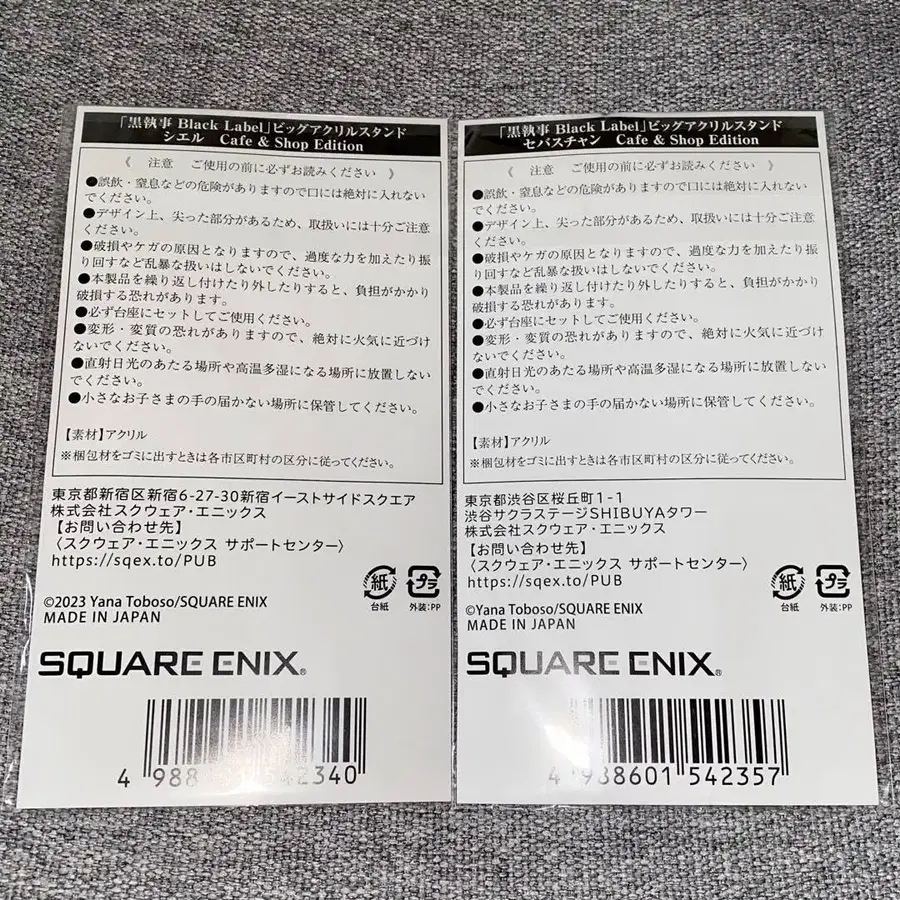 「黒執事 Black Label」ビッグアクリルスタンド
シエル Cafe & Shop Edition
《 注意 ご使用の前に必ずお読みください 》
●誤飲・窒息などの危険がありますので口には絶対に入れない
でください。
●デザイン上、尖った部分があるため、取扱いには十分ご注意
ください。
●破損やケガの原因となりますので、過度な力を加えたり振
り回すなど乱暴な扱いはしないでください。
●本製品を繰り返し付けたり外したりすると、負担がかかり
破損する恐れがあります。
●必ず台座にセットしてご使用ください。
●変形・変質の恐れがありますので、絶対に火気に近づけ
ないでください。
●直射日光のあたる場所や高温多湿になる場所に放置しない
でください。
●小さなお子さまの手の届かない場所に保管してください。
【素材】アクリル
※梱包材をゴミに出すときは各市区町村の区分に従ってください。
東京都新宿区新宿6-27-30新宿イーストサイドスクエア
株式会社スクウェア・エニックス
【お問い合わせ先】
〈スクウェア・エニックス サポートセンター〉
https://sqex.to/PUB
紙
台紙
プラ
外装:PP
©2023 Yana Toboso/SQUARE ENIX
MADE IN JAPAN
SQUARE ENIX®
4 988 542340
「黒執事 Black Label」ビッグアクリルスタンド
セバスチャン Cafe & Shop Edition
《 注意 ご使用の前に必ずお読みください 》
●誤飲・窒息などの危険がありますので口には絶対に入れない
でください。
●デザイン上、尖った部分があるため、取扱いには十分ご注意
ください。
●破損やケガの原因となりますので、過度な力を加えたり振
り回すなど乱暴な扱いはしないでください。
●本製品を繰り返し付けたり外したりすると、負担がかかり
破損する恐れがあります。
●必ず台座にセットしてご使用ください。
●変形・変質の恐れがありますので、絶対に火気に近づけ
ないでください。
●直射日光のあたる場所や高温多湿になる場所に放置しない
でください。
●小さなお子さまの手の届かない場所に保管してください。
【素材】アクリル
※梱包材をゴミに出すときは各市区町村の区分に従ってください。
東京都渋谷区桜丘町1-1
渋谷サクラステージSHIBUYAタワー
株式会社スクウェア・エニックス
【お問い合わせ先】
〈スクウェア・エニックス サポートセンター〉
https://sqex.to/PUB
紙
台紙
プラ
外装:PP
©Yana Toboso/SQUARE ENIX
MADE IN JAPAN
SQUARE ENIX®
4 988601 542357